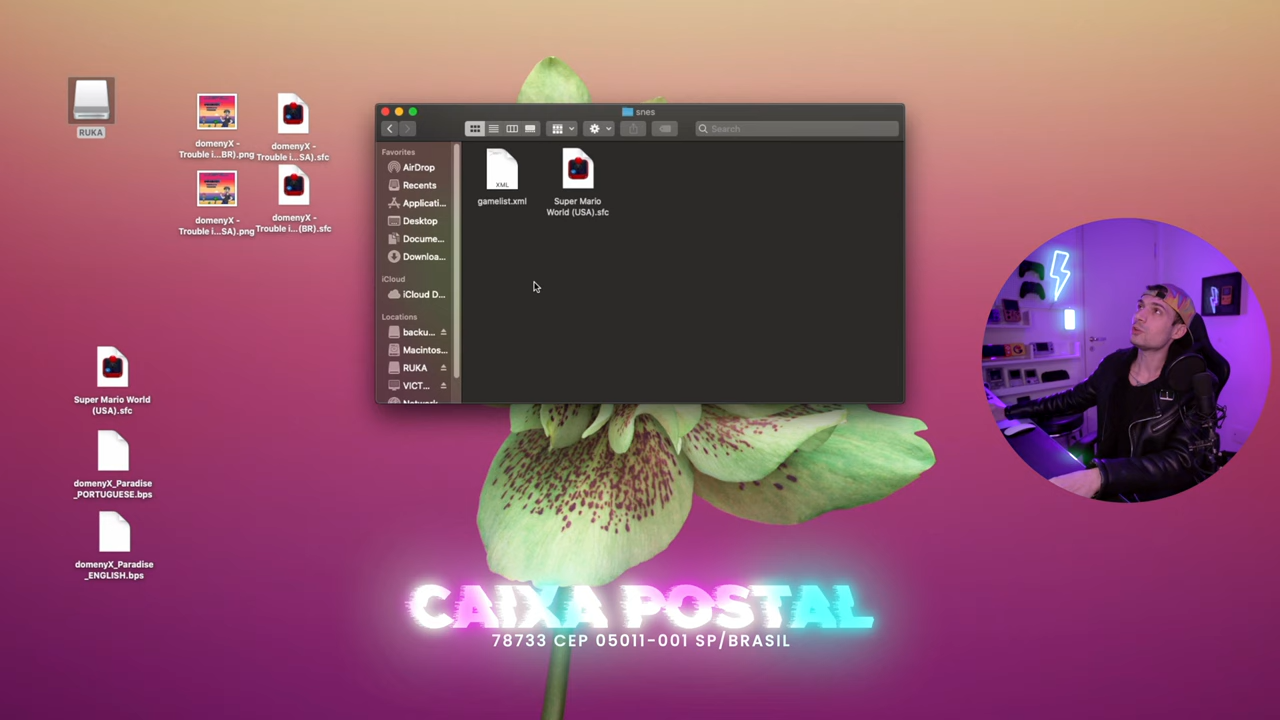 RUKA
domenyX -
Trouble i...BR).png
domenyX -
Trouble i...SA).sfc
domenyX -
Trouble i...SA).png
domenyX -
Trouble i...(BR).sfc
Super Mario World
(USA).sfc
domenyX_Paradise
_PORTUGUESE.bps
domenyX_Paradise
_ENGLISH.bps
snes
Search
Favorites
AirDrop
Recents
Applicati...
Desktop
Docume...
Downloa...
iCloud
iCloud D...
Locations
backu...
Macintos...
RUKA
VICT...
XML
gamelist.xml
Super Mario
World (USA).sfc
CAIXA POSTAL
78733 CEP 05011-001 SP/BRASIL